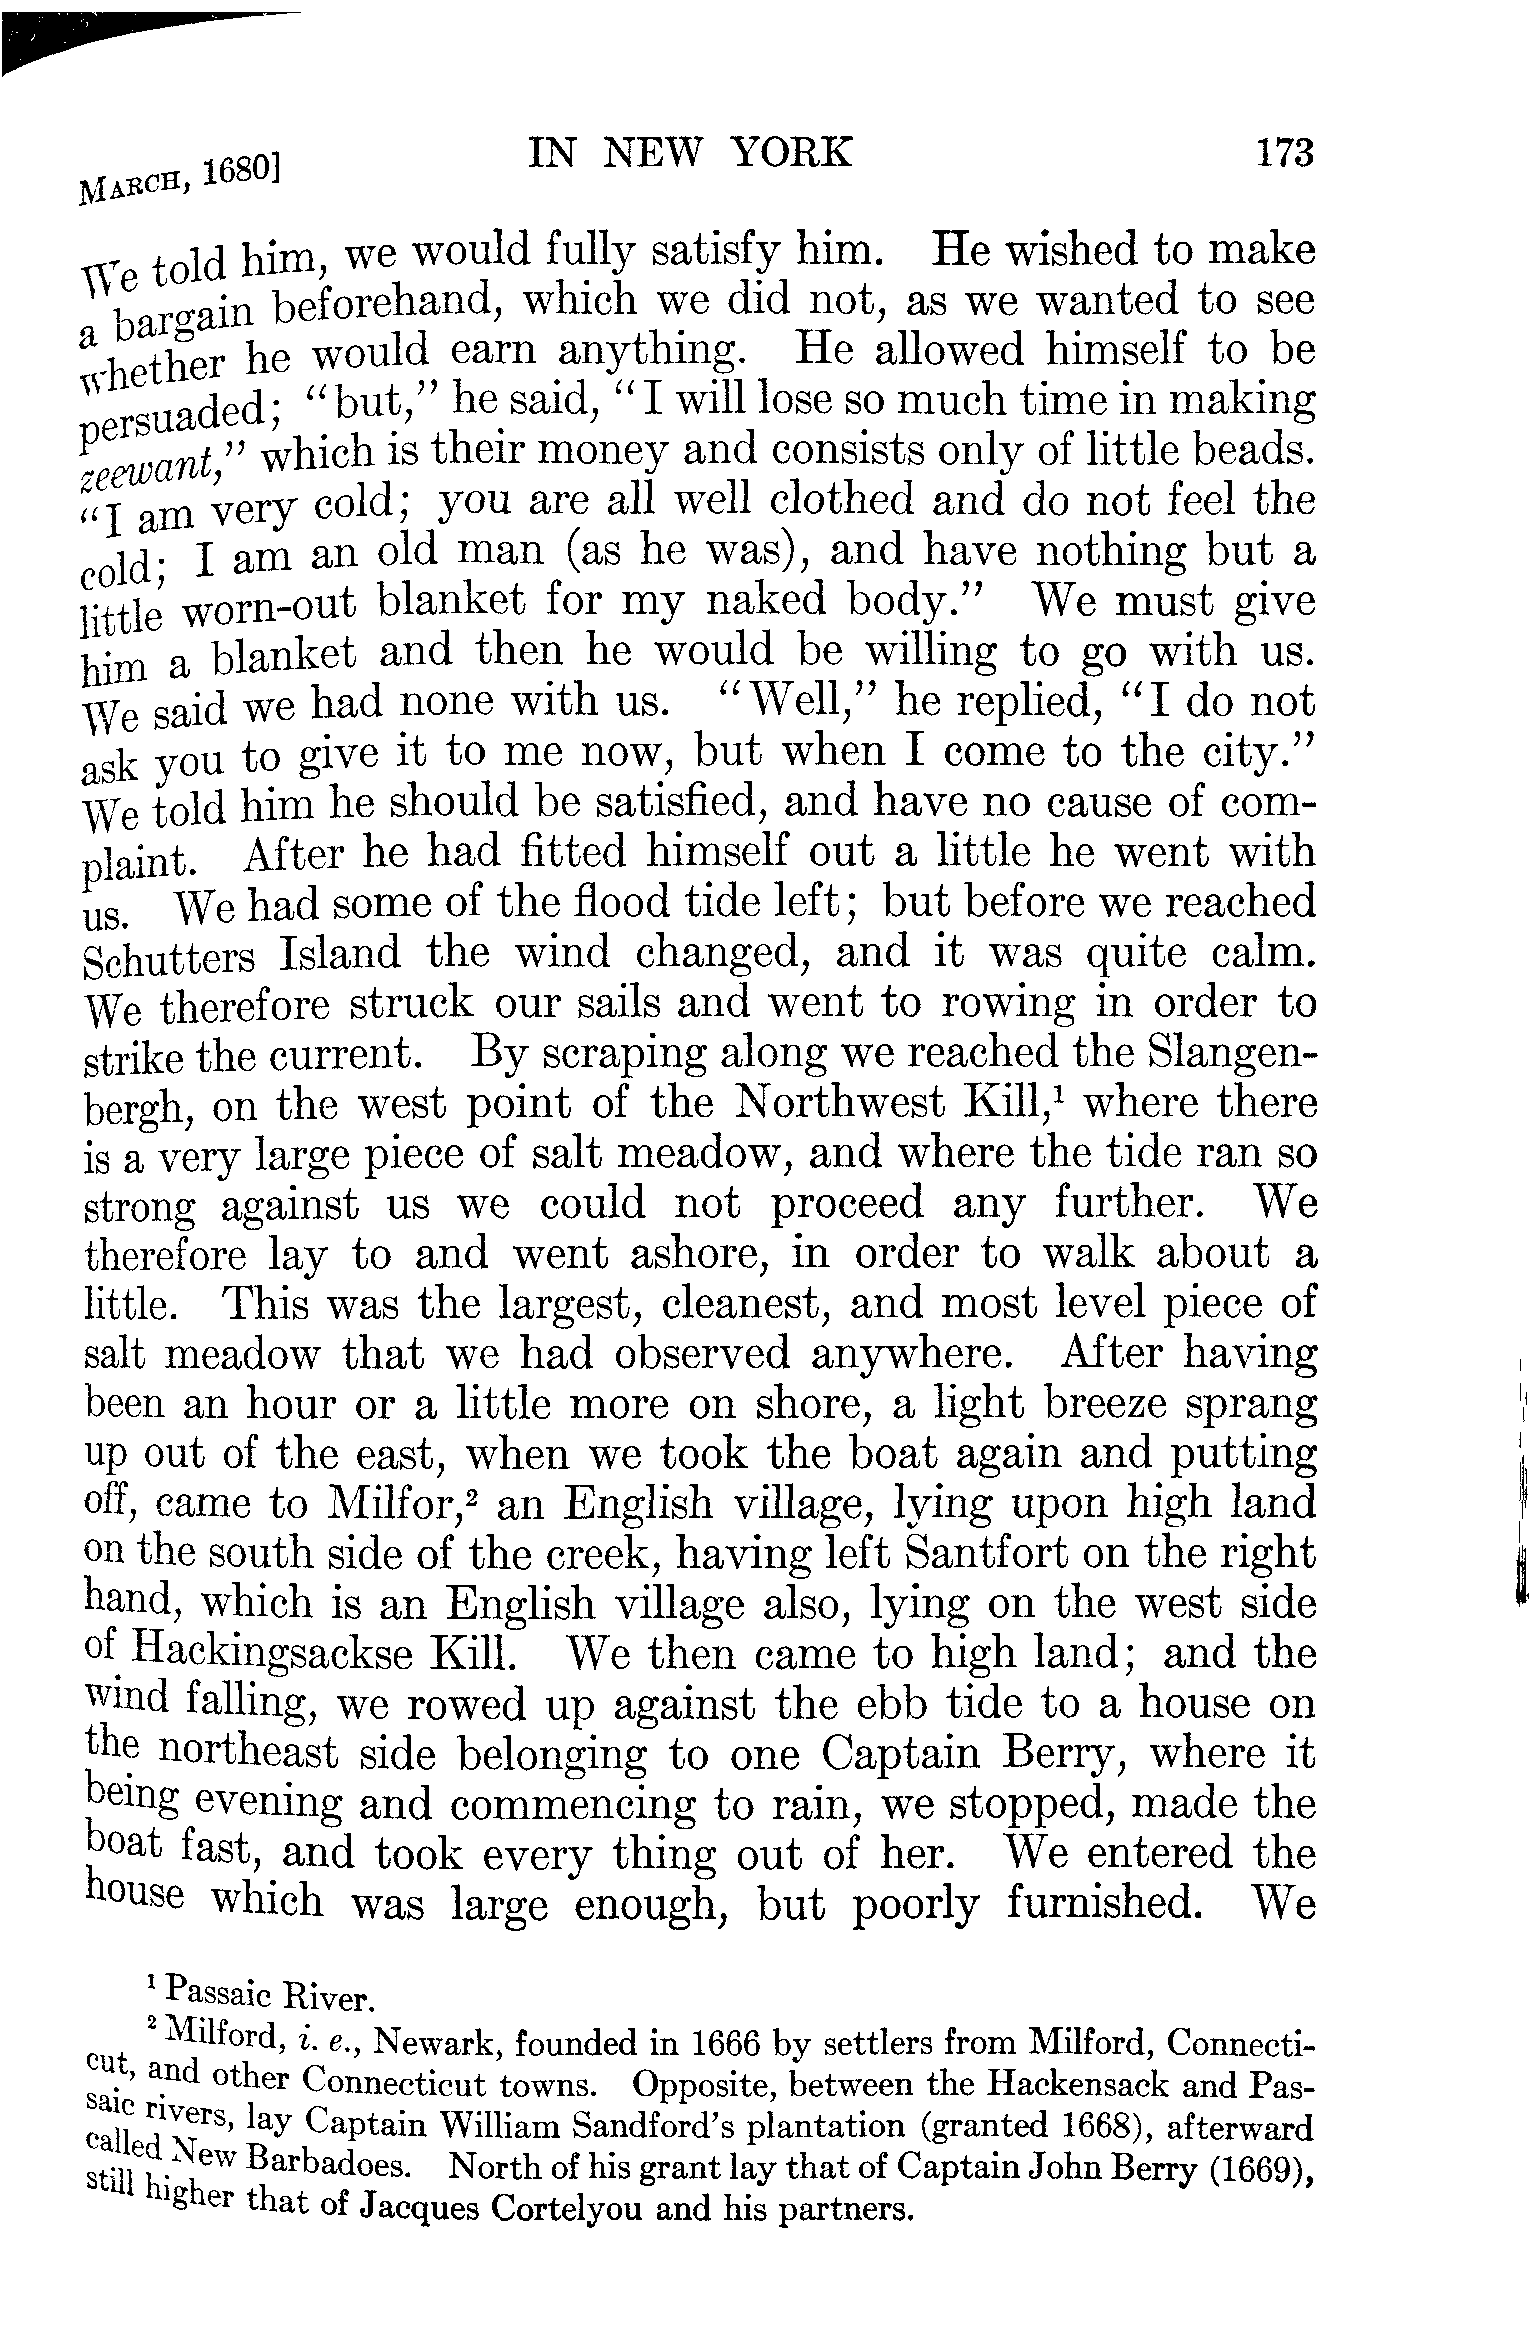 MARCH, 1680] IN NEW YORK 173
We told him, we would fully satisfy him. He wished to make
a bargain beforehand, which we did not, as we wanted to see
whether he would earn anything. He allowed himself to be
persuaded; "but," he said, "I will lose so much time in making
zeewant," which is their money and consists only of little beads.
"I am very cold; you are all well clothed and do not feel the
cold; I am an old man (as he was), and have nothing but a
little worn-out blanket for my naked body." We must give
him a blanket and then he would be willing to go with us.
We said we had none with us. "Well," he replied, "I do not
ask you to give it to me now, but when I come to the city."
We told him he should be satisfied, and have no cause of com-
plaint. After he had fitted himself out a little he went with
us. We had some of the flood tide left; but before we reached
Schutters Island the wind changed, and it was quite calm.
We therefore struck our sails and went to rowing in order to
strike the current. By scraping along we reached the Slangen-
bergh, on the west point of the Northwest Kill,¹ where there
is a very large piece of salt meadow, and where the tide ran so
strong against us we could not proceed any further. We
therefore lay to and went ashore, in order to walk about a
little. This was the largest, cleanest, and most level piece of
salt meadow that we had observed anywhere. After having
been an hour or a little more on shore, a light breeze sprang
up out of the east, when we took the boat again and putting
off, came to Milfor,² an English village, lying upon high land
on the south side of the creek, having left Santfort on the right
hand, which is an English village also, lying on the west side
of Hackingsackse Kill. We then came to high land; and the
wind falling, we rowed up against the ebb tide to a house on
the northeast side belonging to one Captain Berry, where it
being evening and commencing to rain, we stopped, made the
boat fast, and took every thing out of her. We entered the
house which was large enough, but poorly furnished. We
¹ Passaic River.
² Milford, i. e., Newark, founded in 1666 by settlers from Milford, Connecti-
cut, and other Connecticut towns. Opposite, between the Hackensack and Pas-
saic rivers, lay Captain William Sandford's plantation (granted 1668), afterward
called New Barbadoes. North of his grant lay that of Captain John Berry (1669),
still higher that of Jacques Cortelyou and his partners.